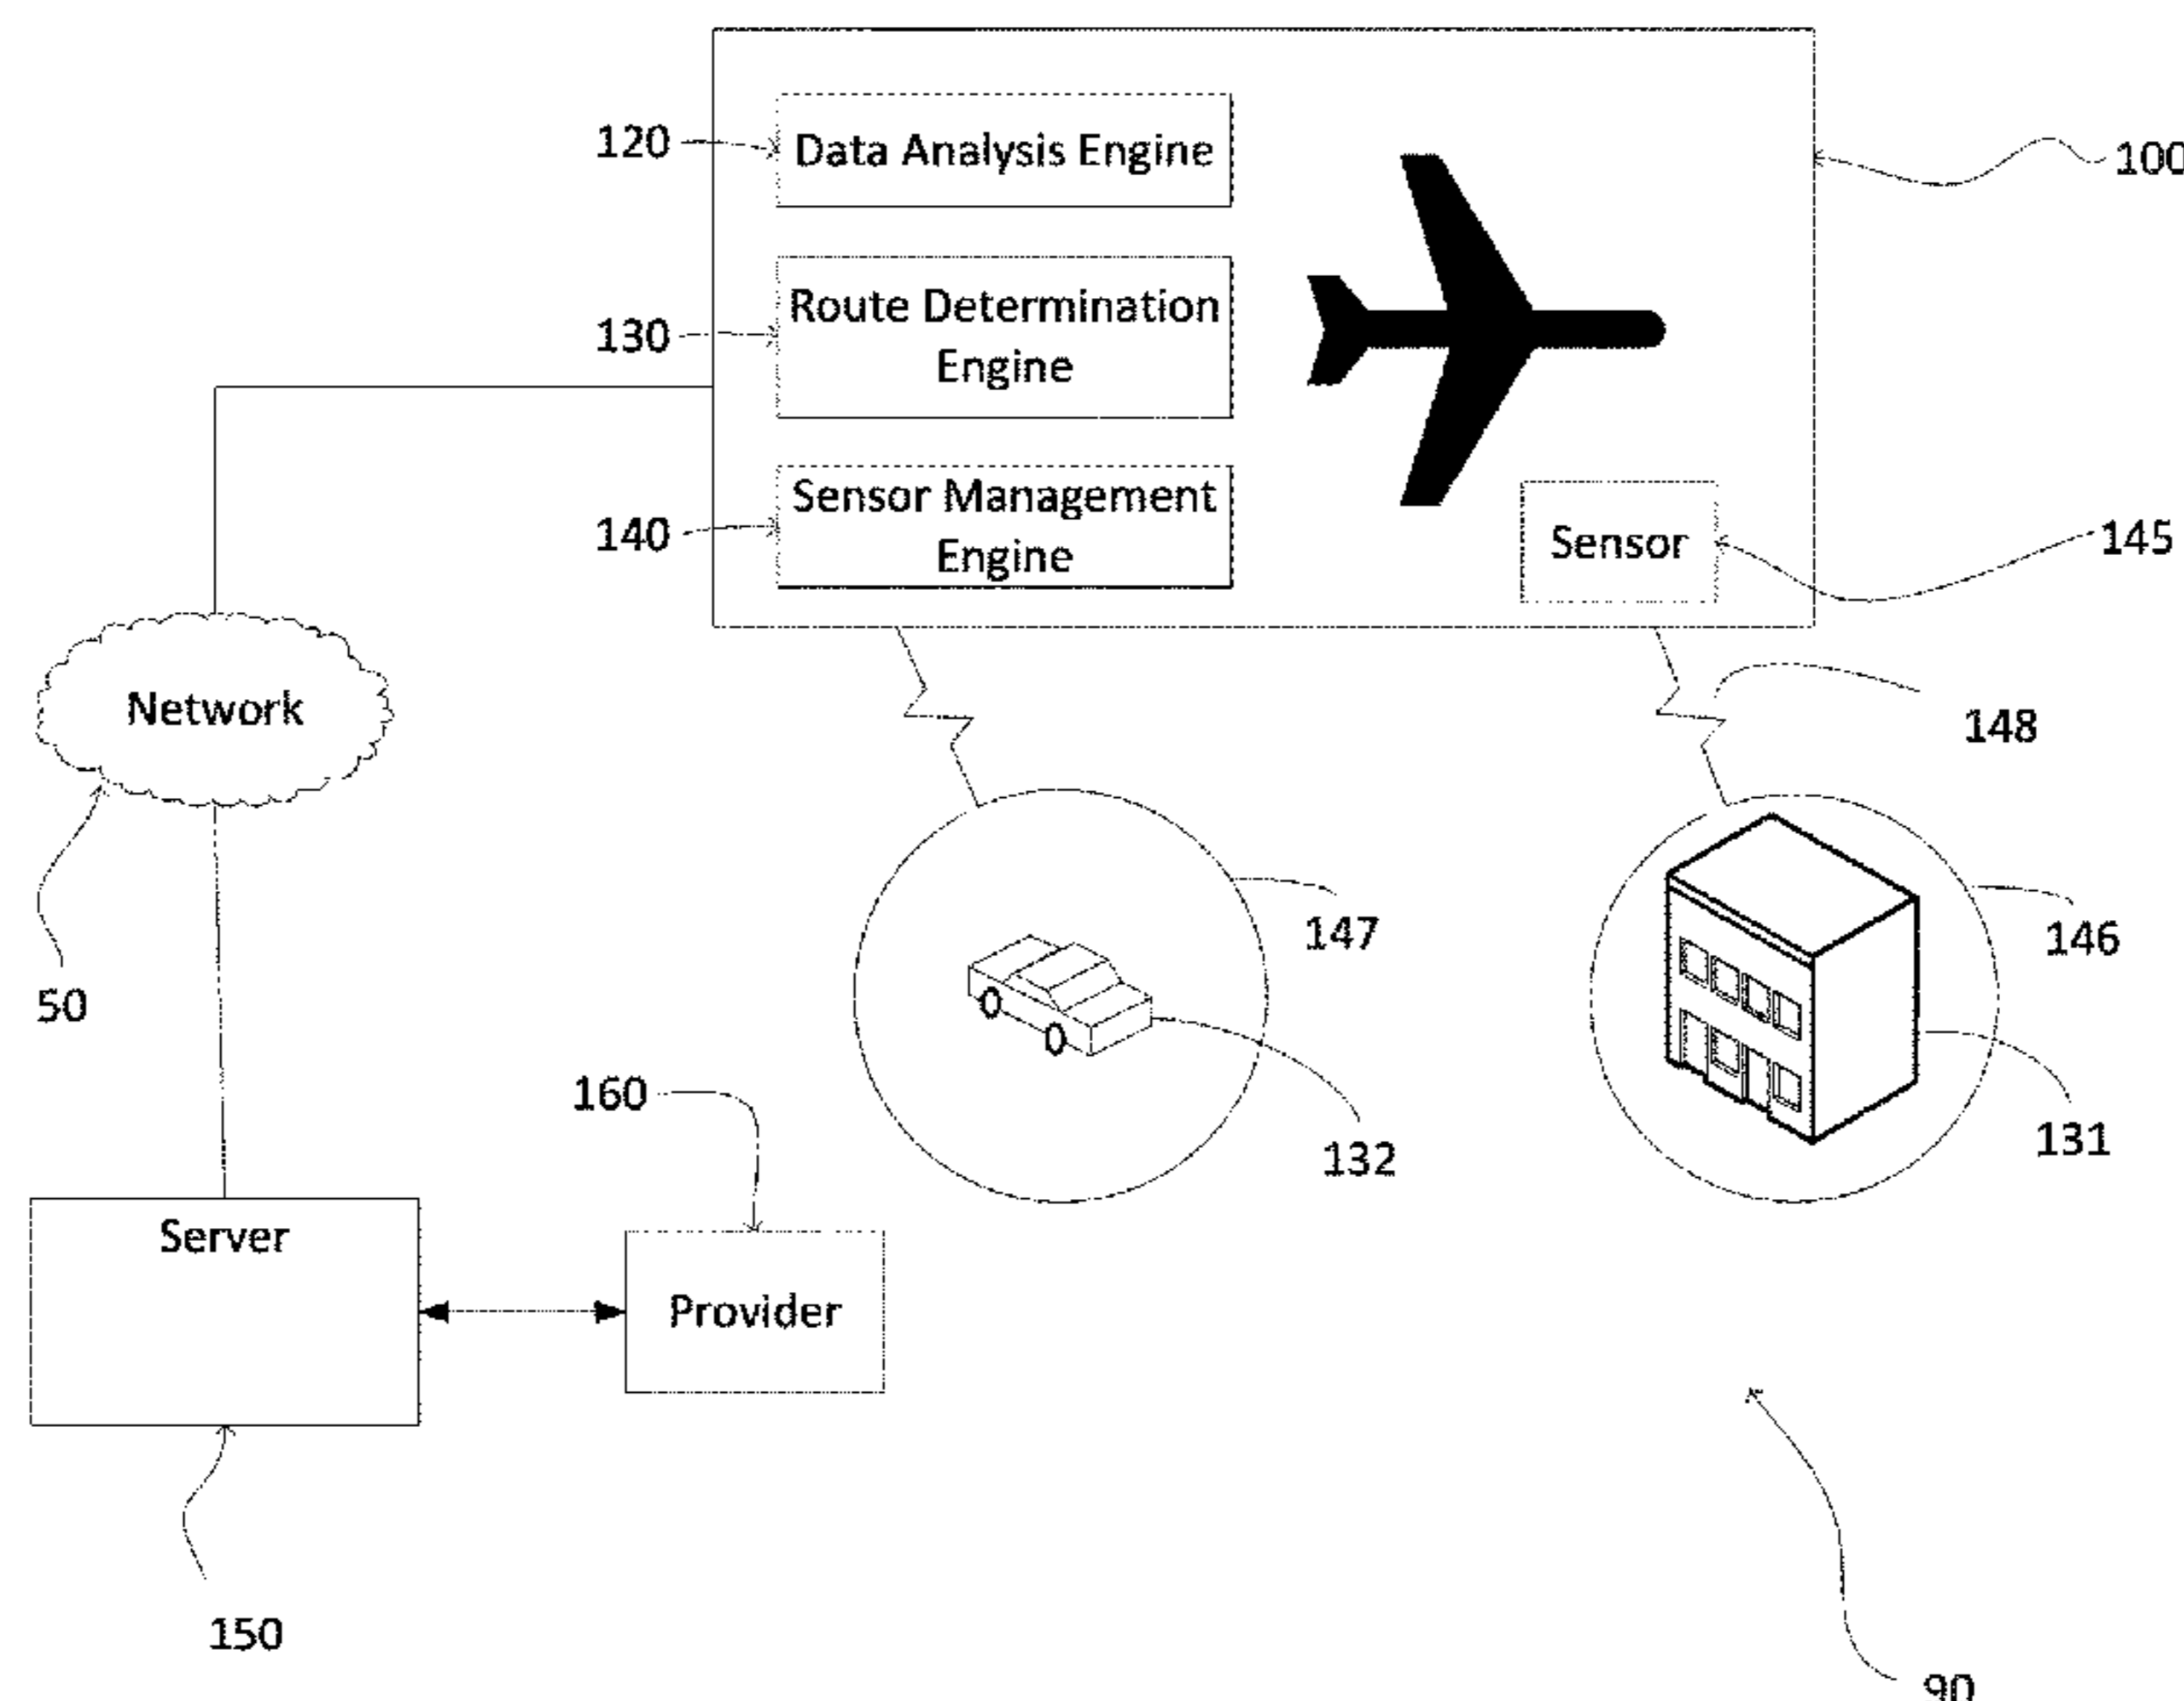 120
Data Analysis Engine
100
130
Route Determination
Engine
140
Sensor Management
Engine
Sensor
145
Network
148
147
146
50
160
132
131
Server
Provider
150
90